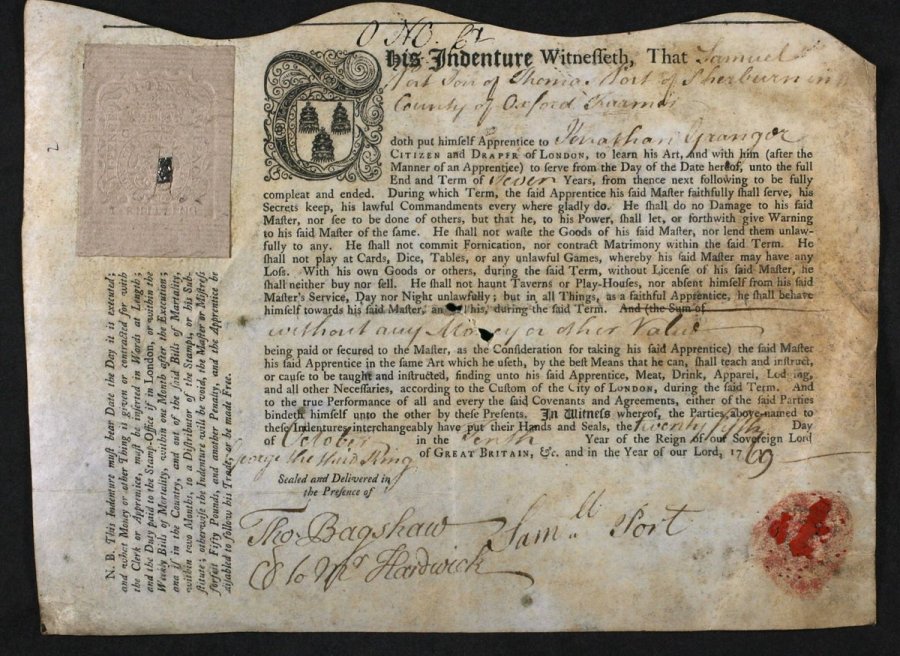 O NC. Ct
This Indenture Witneſſeth, That Samuel
Port Son of Thomas Port of Sherburn in
County of Oxford Farmer
doth put himſelf Apprentice to Jonathan Granger
CITIZEN and DRAPER of LONDON, to learn his Art, and with him (after the
Manner of an Apprentice) to ſerve from the Day of the Date hereof, unto the full
End and Term of Seven Years, from thence next following to be fully
compleat and ended. During which Term, the ſaid Apprentice his ſaid Maſter faithfully ſhall ſerve, his
Secrets keep, his lawful Commandments every where gladly do. He ſhall do no Damage to his ſaid
Maſter, nor ſee to be done of others, but that he, to his Power, ſhall let, or forthwith give Warning
to his ſaid Maſter of the ſame. He ſhall not waſte the Goods of his ſaid Maſter, nor lend them unlaw-
fully to any. He ſhall not commit Fornication, nor contract Matrimony within the ſaid Term. He
ſhall not play at Cards, Dice, Tables, or any unlawful Games, whereby his ſaid Maſter may have any
Loſs. With his own Goods or others, during the ſaid Term, without License of his ſaid Maſter, he
ſhall neither buy nor ſell. He ſhall not haunt Taverns or Play-Houſes, nor abſent himſelf from his ſaid
Maſter's Service, Day nor Night unlawfully; but in all Things, as a faithful Apprentice, he ſhall behave
himſelf towards his ſaid Maſter, an his, during the ſaid Term. And (the Sum of
without any Money or other Value
being paid or ſecured to the Maſter, as the Conſideration for taking his ſaid Apprentice) the ſaid Maſter
his ſaid Apprentice in the ſame Art which he uſeth, by the beſt Means that he can, ſhall teach and inſtruct,
or cauſe to be taught and inſtructed, finding unto his ſaid Apprentice, Meat, Drink, Apparel, Lodging,
and all other Neceſſaries, according to the Cuſtom of the City of LONDON, during the ſaid Term. And
to the true Performance of all and every the ſaid Covenants and Agreements, either of the ſaid Parties
bindeth himſelf unto the other by theſe Preſents. In Witneſs whereof, the Parties above-named to
theſe Indentures interchangeably have put their Hands and Seals, the twenty fifth Day
of October in the Tenth Year of the Reign of our Sovereign Lord
George the third King of GREAT BRITAIN, &c. and in the Year of our Lord, 1769
Sealed and Delivered in
the Preſence of
Tho. Bagshaw
Saml. Port
C to Mr Hardwick
N. B. This Indenture muſt bear Date the Day it is executed;
and what Money or other Thing is given or contracted for with
the Clerk or Apprentice, muſt be inſerted in Words at Length;
and the Duty paid to the Stamp-Office if in London, or within the
Weekly Bills of Mortality, within one Month after the Execution;
and if in the Country, and out of the ſaid Bills of Mortality,
within two Months, to a Diſtributor of the Stamps, or his Sub-
ſtitute; otherwiſe the Indenture will be void, the Maſter or Miſtreſs
forfeit Fifty Pounds, and another Penalty, and the Apprentice be
diſabled to follow his Trade, or be made Free.
2